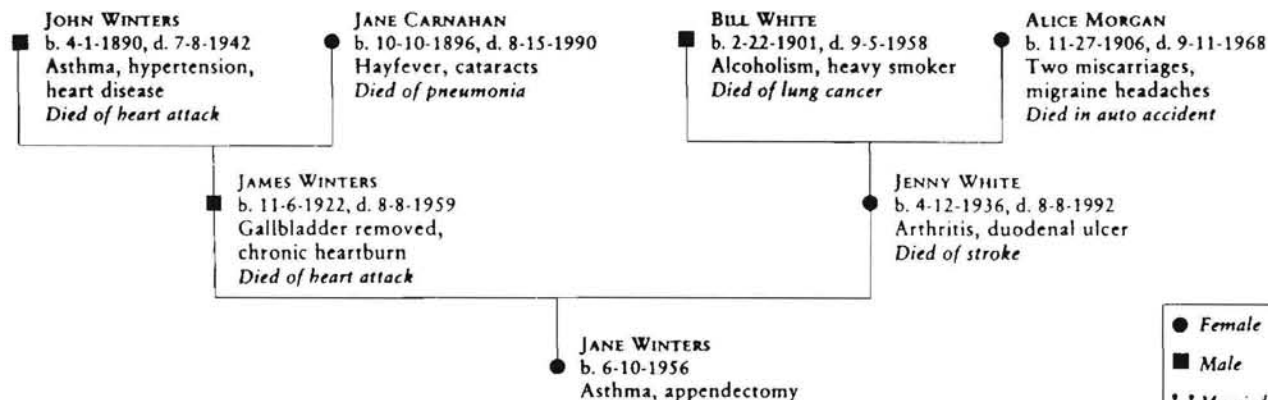 JOHN WINTERS
b. 4-1-1890, d. 7-8-1942
Asthma, hypertension,
heart disease
Died of heart attack
JANE CARNAHAN
b. 10-10-1896, d. 8-15-1990
Hayfever, cataracts
Died of pneumonia
BILL WHITE
b. 2-22-1901, d. 9-5-1958
Alcoholism, heavy smoker
Died of lung cancer
ALICE MORGAN
b. 11-27-1906, d. 9-11-1968
Two miscarriages,
migraine headaches
Died in auto accident
JAMES WINTERS
b. 11-6-1922, d. 8-8-1959
Gallbladder removed,
chronic heartburn
Died of heart attack
JENNY WHITE
b. 4-12-1936, d. 8-8-1992
Arthritis, duodenal ulcer
Died of stroke
JANE WINTERS
b. 6-10-1956
Asthma, appendectomy
Female
Male